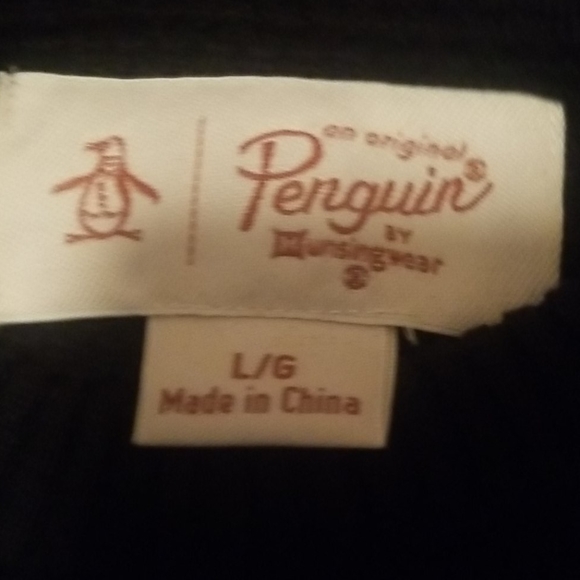 an original
Penguin®
BY
Munsingwear
®
L/G
Made in China